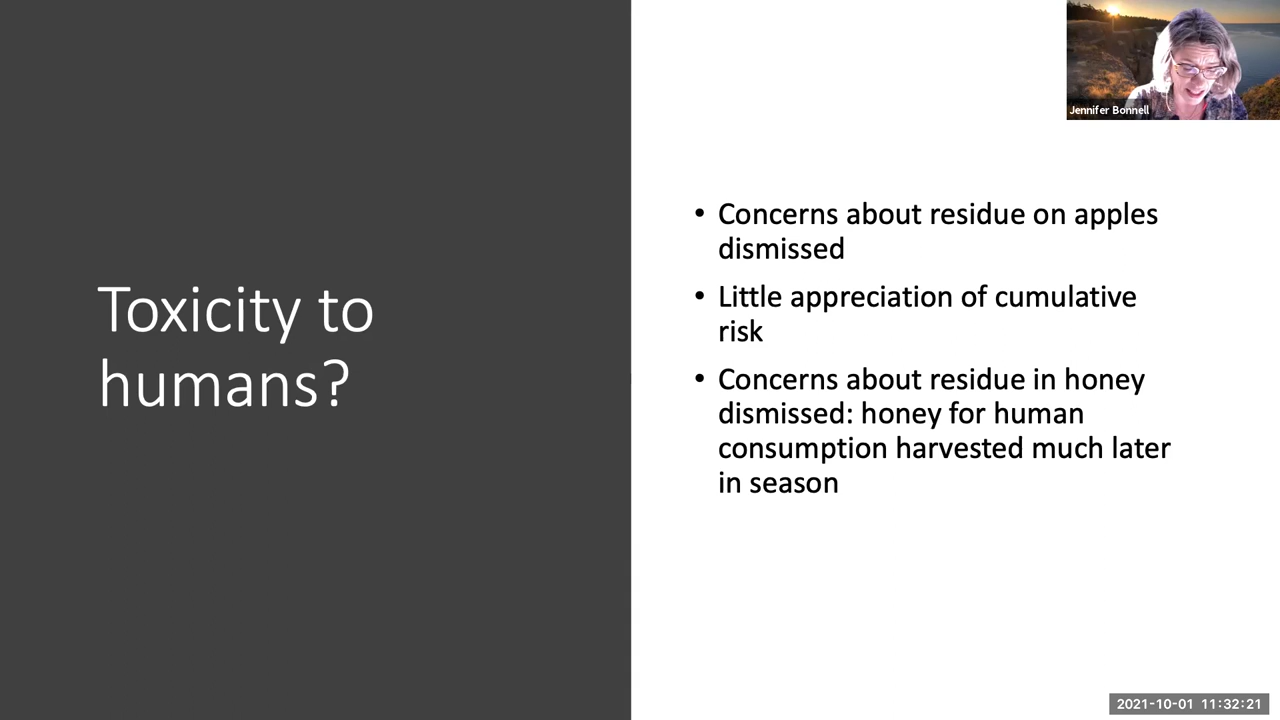 Jennifer Bonnell
Toxicity to
humans?
• Concerns about residue on apples
dismissed
• Little appreciation of cumulative
risk
• Concerns about residue in honey
dismissed: honey for human
consumption harvested much later
in season
2021-10-01 11:32:21